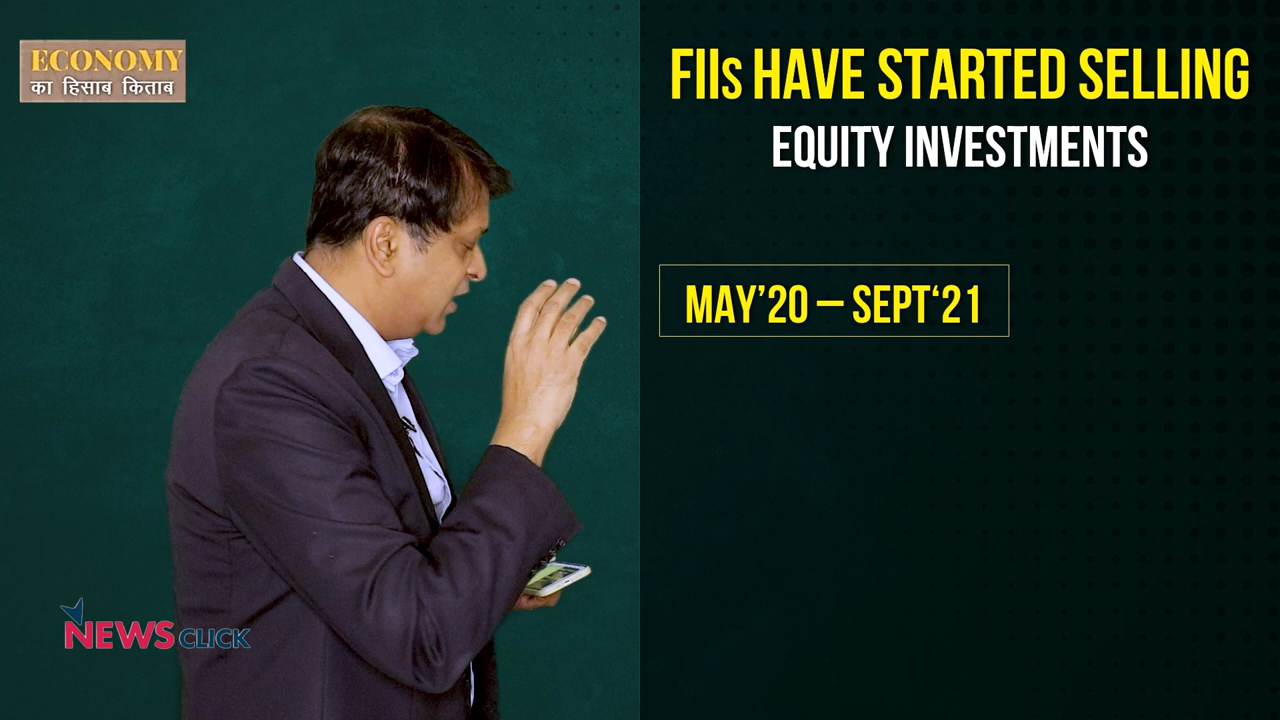 ECONOMY
का हिसाब किताब
FIIs HAVE STARTED SELLING
EQUITY INVESTMENTS
MAY’20 – SEPT‘21
NEWSCLICK